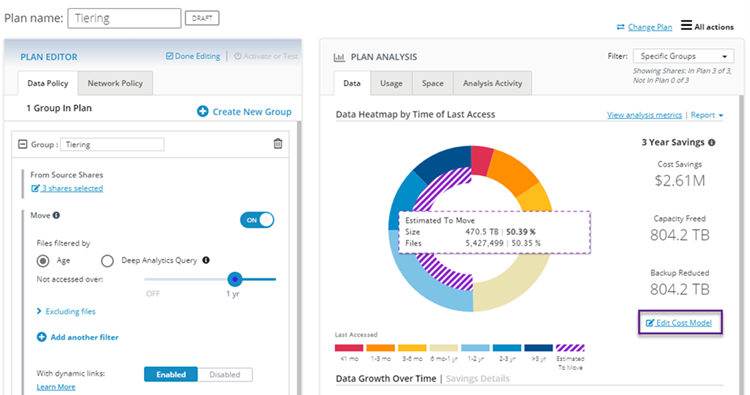 Plan name: Tiering DRAFT
Change Plan All actions
PLAN EDITOR Done Editing | Activate or Test
Data Policy Network Policy
1 Group In Plan Create New Group
Group : Tiering
From Source Shares
3 shares selected
Move ON
Files filtered by
Age Deep Analytics Query
Not accessed over:
OFF 1 yr
Excluding files
Add another filter
With dynamic links: Enabled Disabled
Learn More
PLAN ANALYSIS Filter: Specific Groups
Showing Shares: In Plan 3 of 3,
Not In Plan 0 of 3
Data Usage Space Analysis Activity
Data Heatmap by Time of Last Access View analysis metrics | Report
Estimated To Move
Size 470.5 TB | 50.39 %
Files 5,427,499 | 50.35 %
3 Year Savings
Cost Savings
$2.61M
Capacity Freed
804.2 TB
Backup Reduced
804.2 TB
Edit Cost Model
Last Accessed
<1 mo 1-3 mo 3-6 mo 6 mo-1 yr 1-2 yr 2-3 yr >3 yr Estimated
To Move
Data Growth Over Time | Savings Details